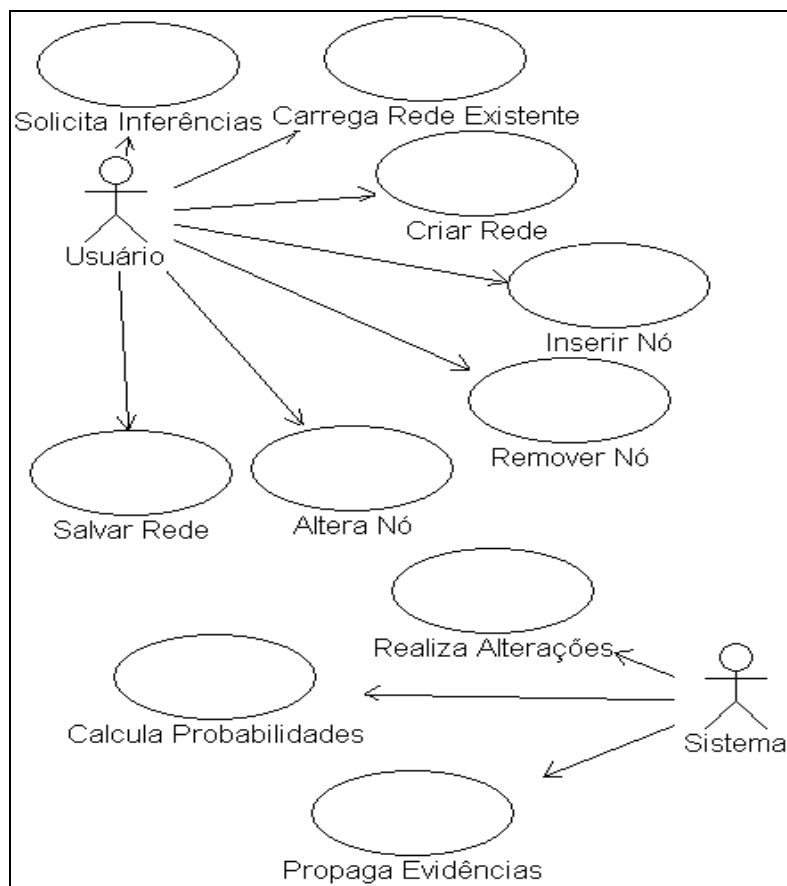 Solicita Inferências
Carrega Rede Existente
Criar Rede
Usuário
Inserir Nó
Remover Nó
Salvar Rede
Altera Nó
Realiza Alterações
Calcula Probabilidades
Sistema
Propaga Evidências